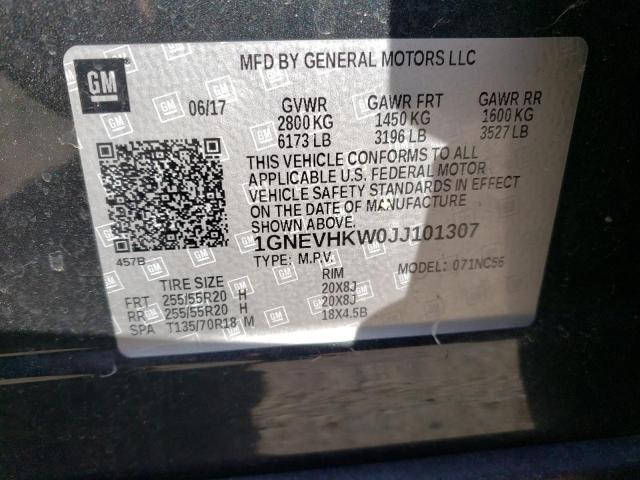 MFD BY GENERAL MOTORS LLC
GM
06/17 GVWR GAWR FRT GAWR RR
2800 KG 1450 KG 1600 KG
6173 LB 3196 LB 3527 LB
THIS VEHICLE CONFORMS TO ALL
APPLICABLE U.S. FEDERAL MOTOR
VEHICLE SAFETY STANDARDS IN EFFECT
ON THE DATE OF MANUFACTURE
SHOWN ABOVE.
1GNEVHKW0JJ101307
457B
TYPE: M.P.V. MODEL: 071NC56
TIRE SIZE RIM
FRT 255/55R20 H 20X8J
RR 255/55R20 H 20X8J
SPA T135/70R18 M 18X4.5B